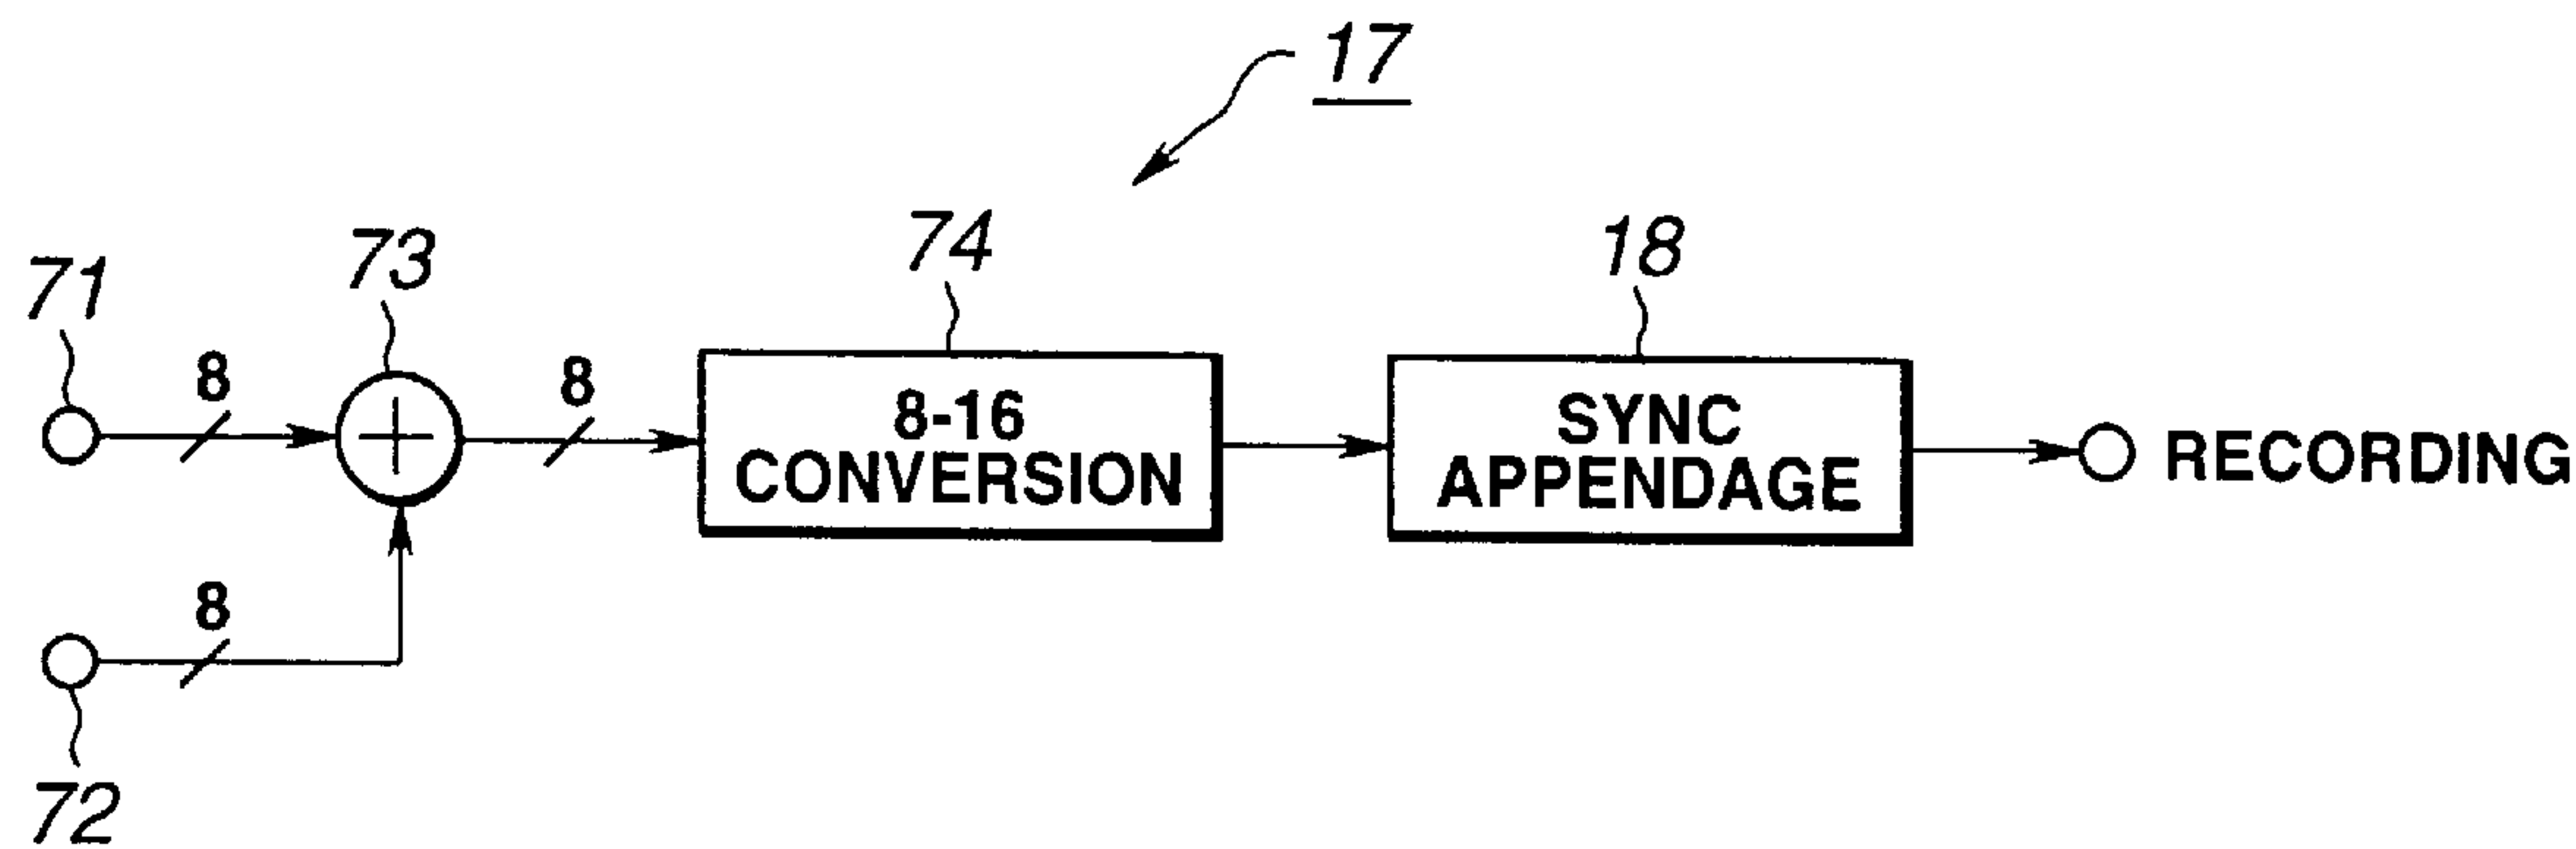 17
71
73
74
18
8
8
8-16
CONVERSION
SYNC
APPENDAGE
RECORDING
8
72